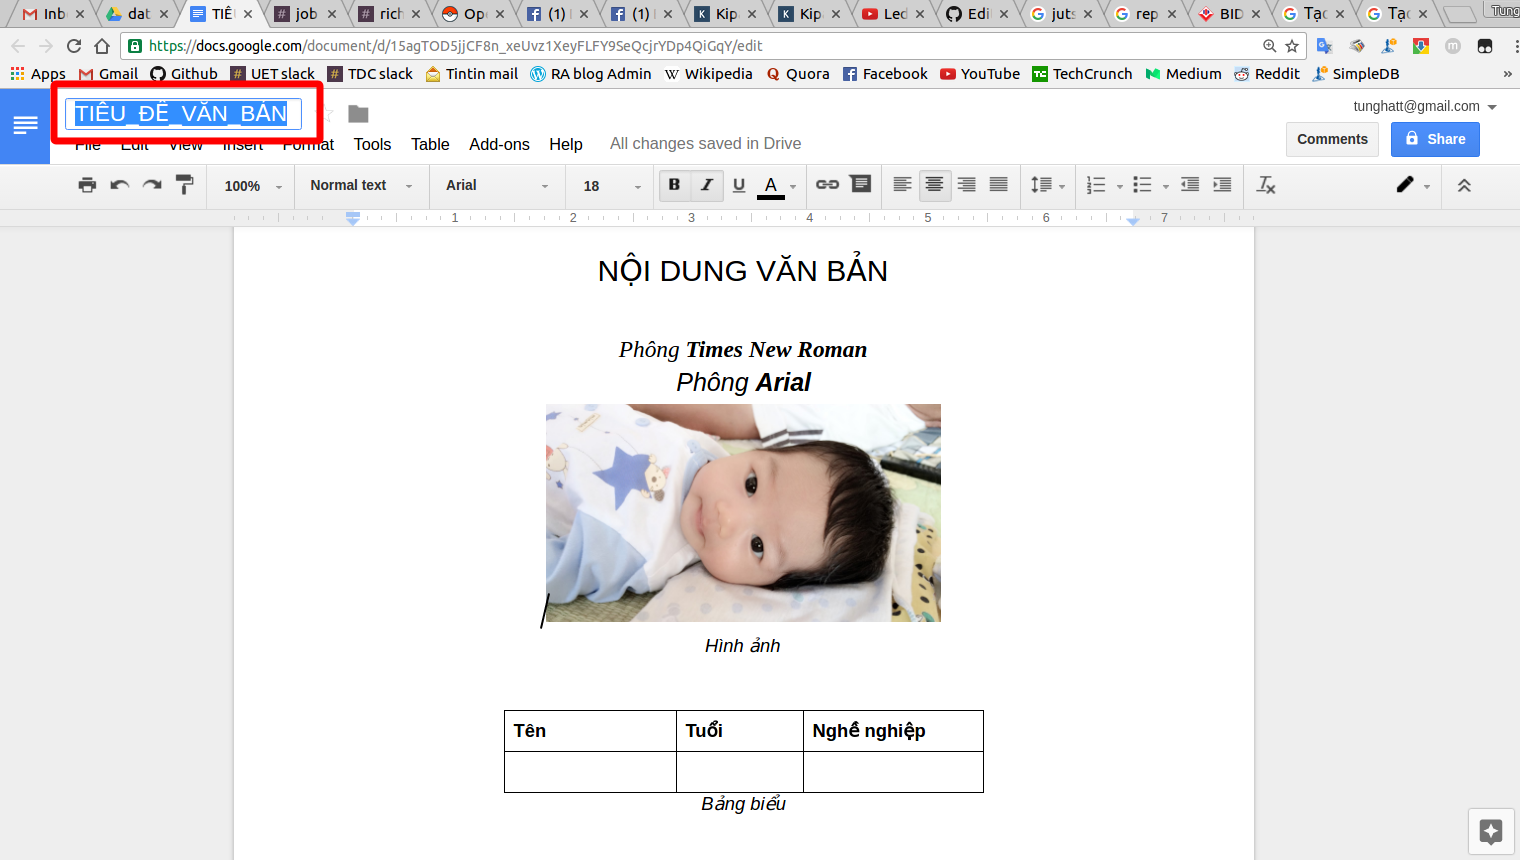 Inb
dat
TIÊU
job
rich
Ope
(1)
(1)
Kip
Kip
Led
Edi
juts
rep
BID
Tạc
Tạc
Tung
https://docs.google.com/document/d/15agTOD5jjCF8n_xeUvz1XeyFLFY9SeQcjrYDp4QiGqY/edit
Apps Gmail Github UET slack TDC slack Tintin mail RA blog Admin Wikipedia Quora Facebook YouTube TechCrunch Medium Reddit SimpleDB »
TIÊU_ĐỀ_VĂN_BẢN
tunghatt@gmail.com
File Edit View Insert Format Tools Table Add-ons Help All changes saved in Drive
Comments Share
100% Normal text Arial 18 B I U A
1 2 3 4 5 6 7
NỘI DUNG VĂN BẢN
Phông Times New Roman
Phông Arial
Hình ảnh
Tên Tuổi Nghề nghiệp
Bảng biểu